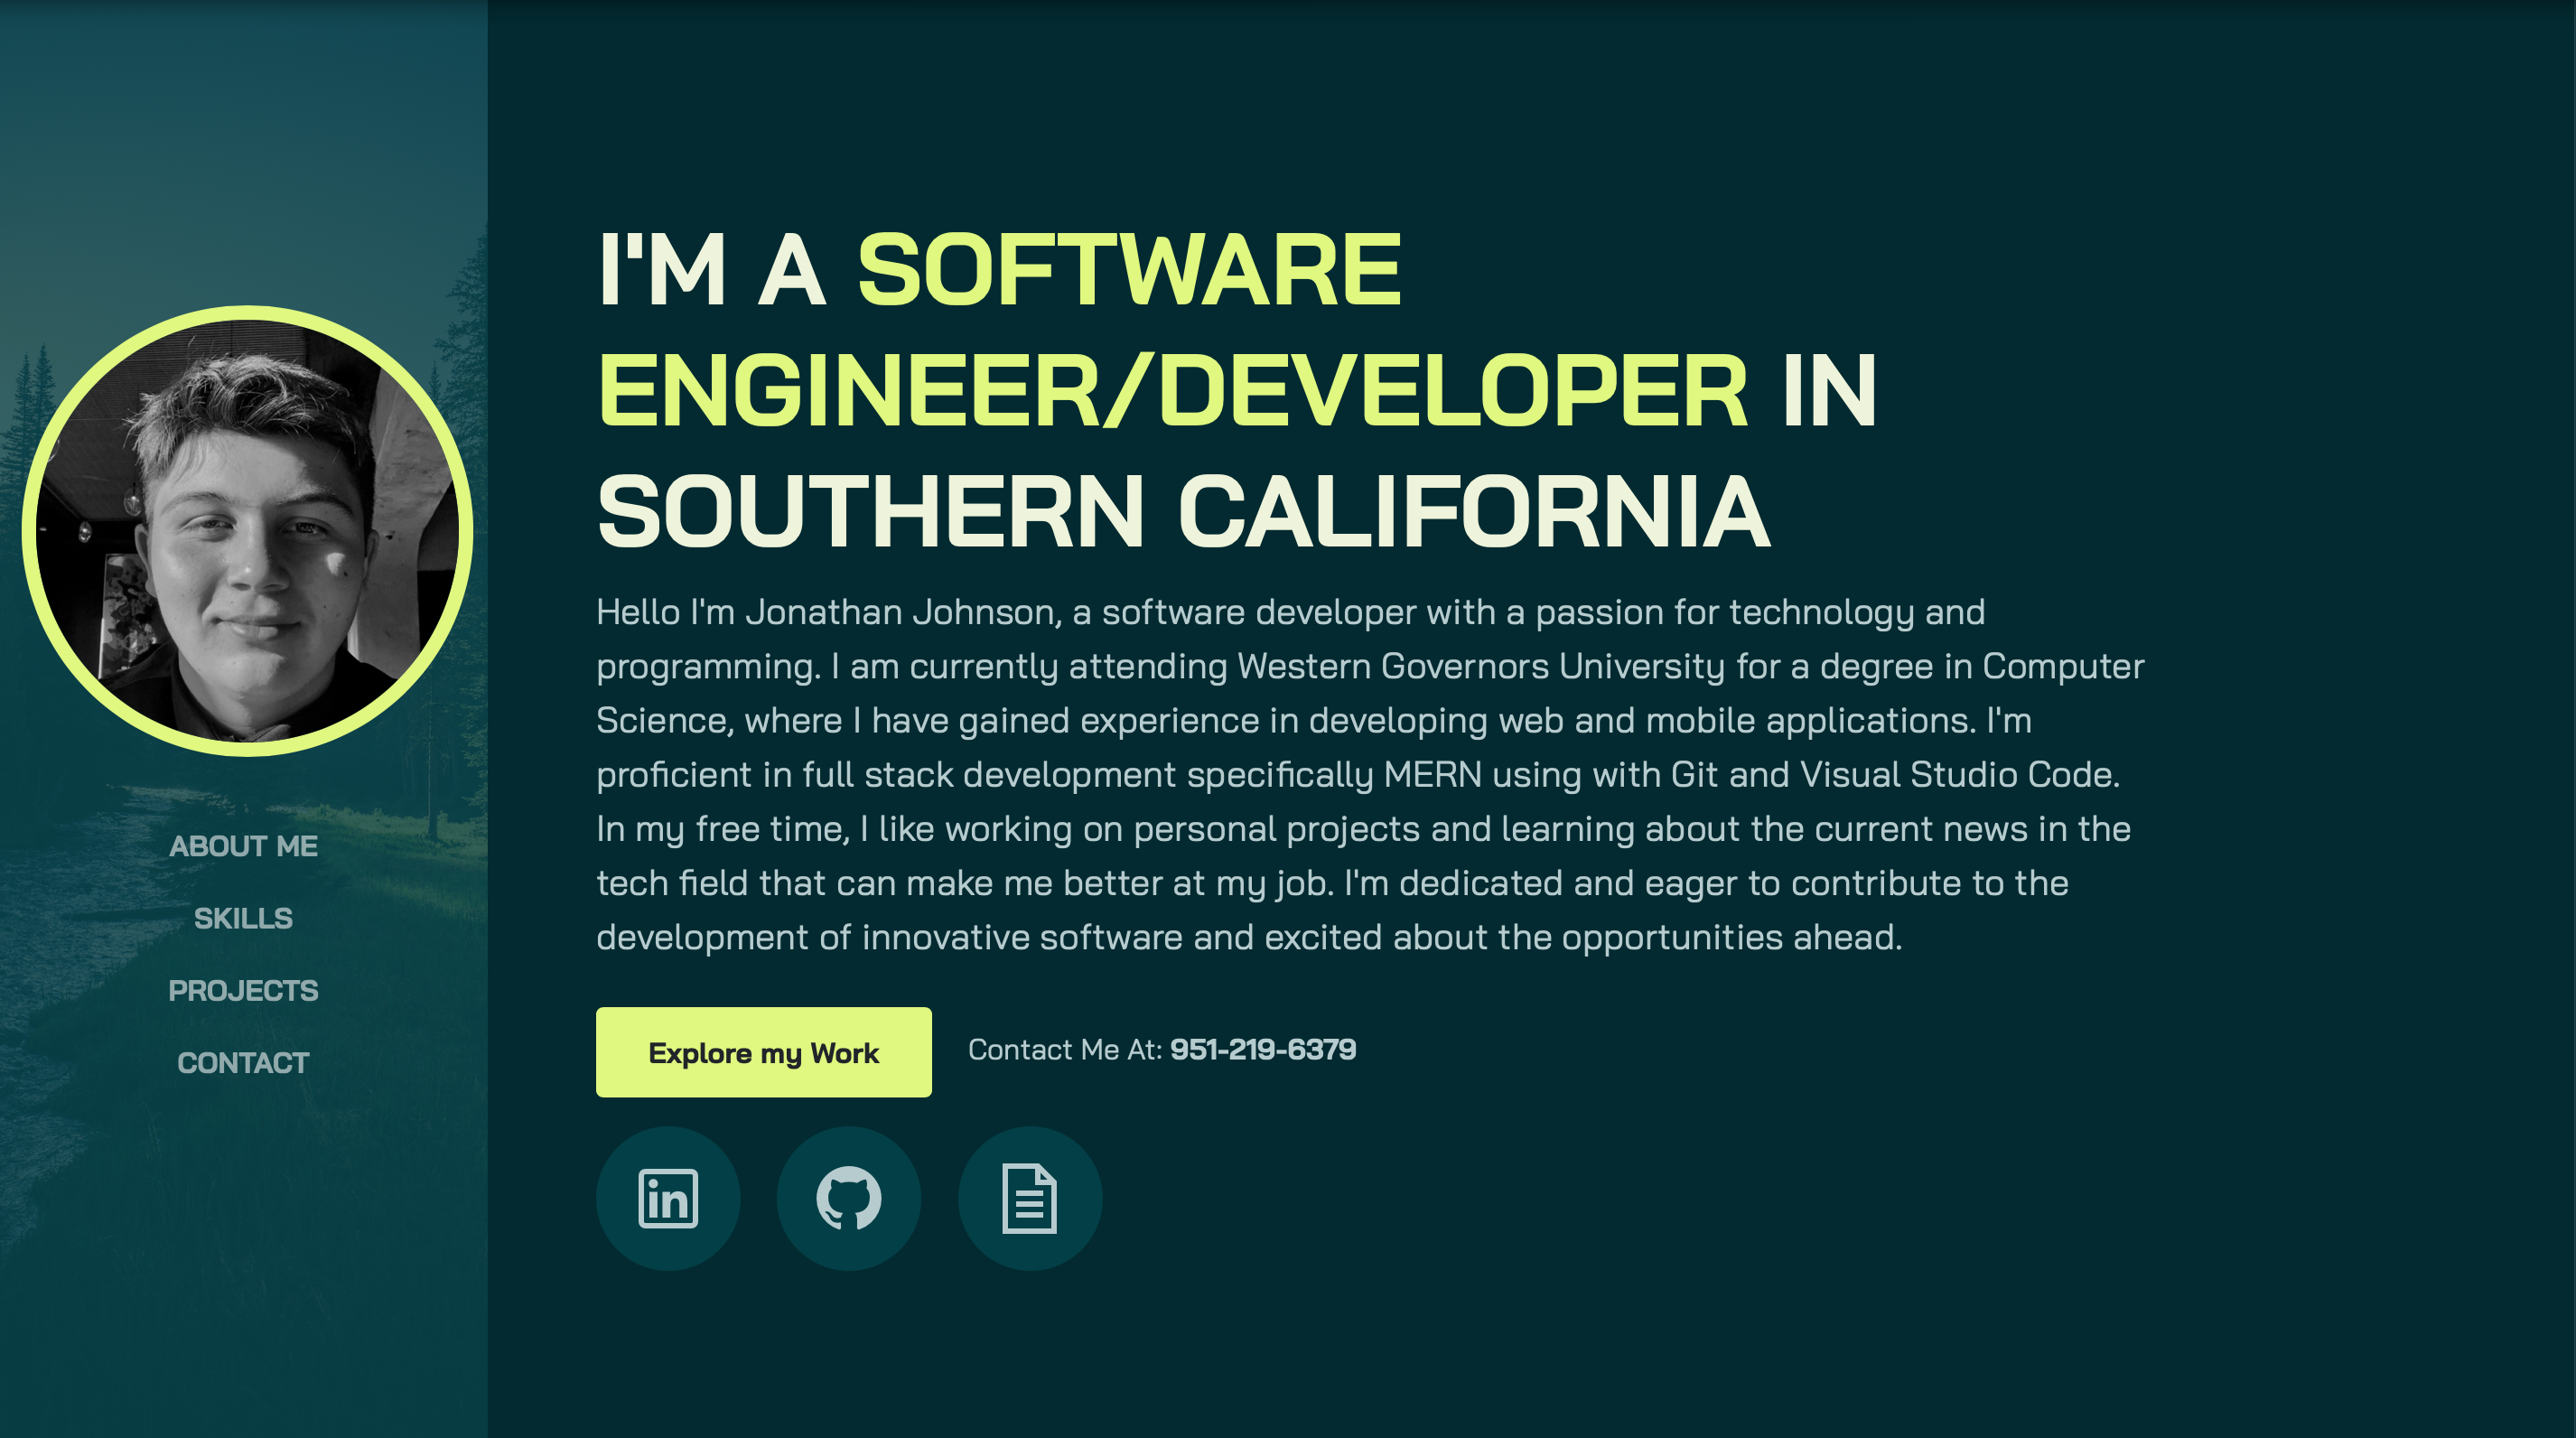 I'M A SOFTWARE
ENGINEER/DEVELOPER IN
SOUTHERN CALIFORNIA
Hello I'm Jonathan Johnson, a software developer with a passion for technology and
programming. I am currently attending Western Governors University for a degree in Computer
Science, where I have gained experience in developing web and mobile applications. I'm
proficient in full stack development specifically MERN using with Git and Visual Studio Code.
In my free time, I like working on personal projects and learning about the current news in the
tech field that can make me better at my job. I'm dedicated and eager to contribute to the
development of innovative software and excited about the opportunities ahead.
ABOUT ME
SKILLS
PROJECTS
CONTACT
Explore my Work
Contact Me At: 951-219-6379
in